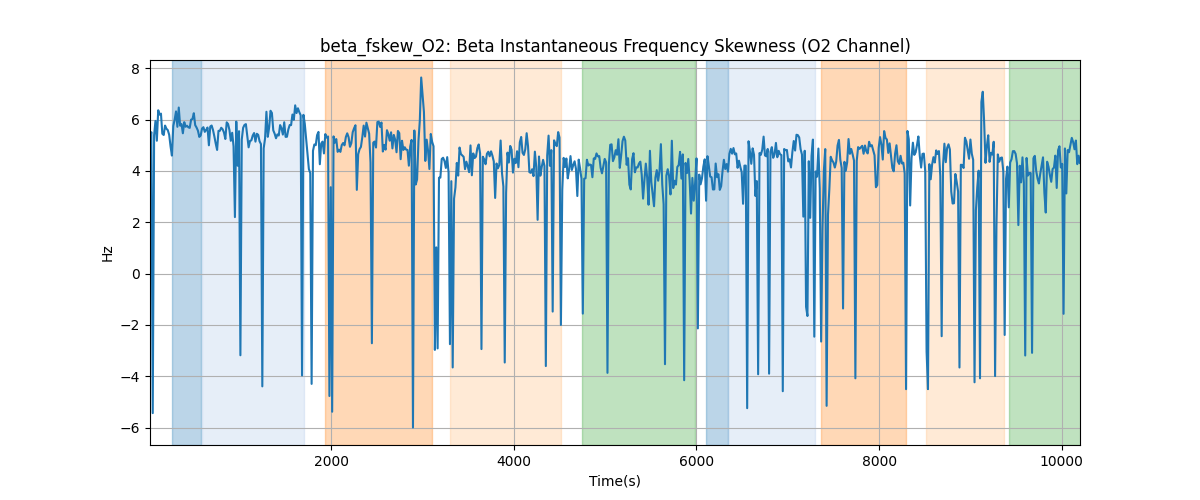 beta_fskew_O2: Beta Instantaneous Frequency Skewness (O2 Channel)
8
6
4
2
0
−2
−4
−6
Hz
2000 4000 6000 8000 10000
Time(s)